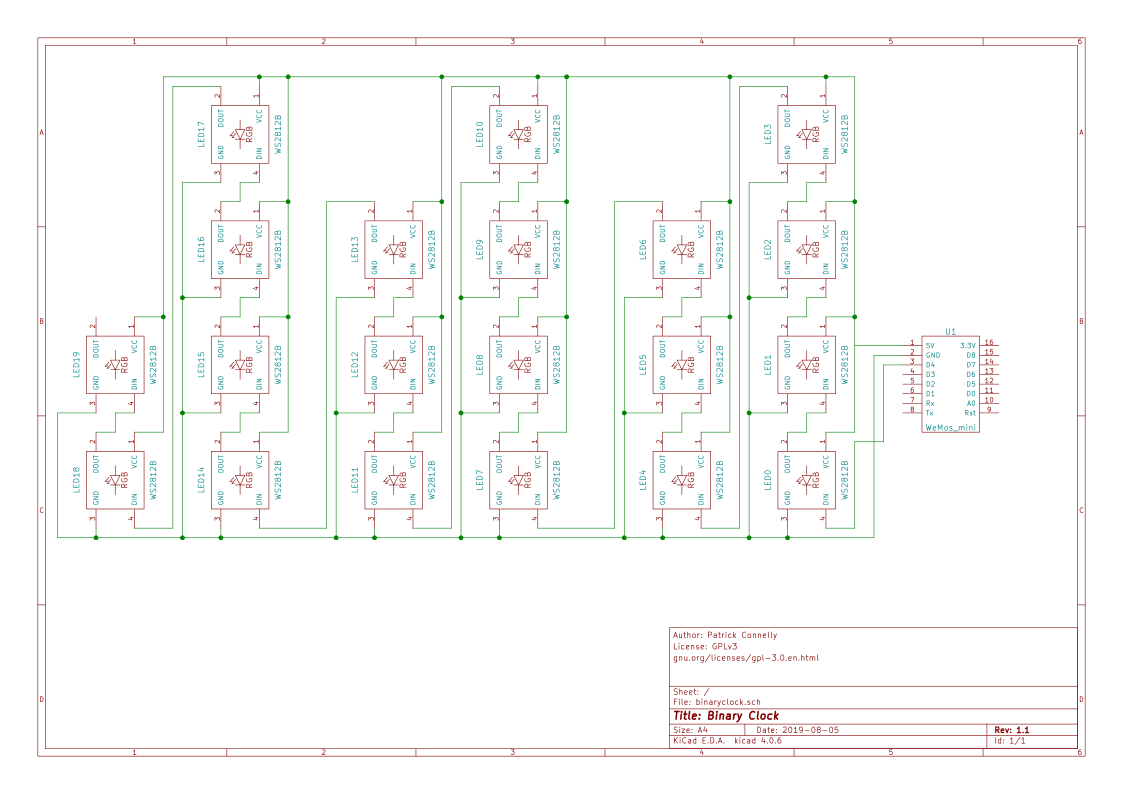 1 2 3 4 5 6
A A
B B
C C
D D
1 2 3 4 5 6
LED17 2 1 DOUT VCC RGB GND DIN 3 4 WS2812B
LED10 2 1 DOUT VCC RGB GND DIN 3 4 WS2812B
LED3 2 1 DOUT VCC RGB GND DIN 3 4 WS2812B
LED16 2 1 DOUT VCC RGB GND DIN 3 4 WS2812B
LED13 2 1 DOUT VCC RGB GND DIN 3 4 WS2812B
LED9 2 1 DOUT VCC RGB GND DIN 3 4 WS2812B
LED6 2 1 DOUT VCC RGB GND DIN 3 4 WS2812B
LED2 2 1 DOUT VCC RGB GND DIN 3 4 WS2812B
LED19 2 1 DOUT VCC RGB GND DIN 3 4 WS2812B
LED15 2 1 DOUT VCC RGB GND DIN 3 4 WS2812B
LED12 2 1 DOUT VCC RGB GND DIN 3 4 WS2812B
LED8 2 1 DOUT VCC RGB GND DIN 3 4 WS2812B
LED5 2 1 DOUT VCC RGB GND DIN 3 4 WS2812B
LED1 2 1 DOUT VCC RGB GND DIN 3 4 WS2812B
LED18 2 1 DOUT VCC RGB GND DIN 3 4 WS2812B
LED14 2 1 DOUT VCC RGB GND DIN 3 4 WS2812B
LED11 2 1 DOUT VCC RGB GND DIN 3 4 WS2812B
LED7 2 1 DOUT VCC RGB GND DIN 3 4 WS2812B
LED4 2 1 DOUT VCC RGB GND DIN 3 4 WS2812B
LED0 2 1 DOUT VCC RGB GND DIN 3 4 WS2812B
U1
1 5V 3.3V 16
2 GND D8 15
3 D4 D7 14
4 D3 D6 13
5 D2 D5 12
6 D1 D0 11
7 Rx A0 10
8 Tx Rst 9
WeMos_mini
Author: Patrick Connelly
License: GPLv3
gnu.org/licenses/gpl-3.0.en.html
Sheet: /
File: binaryclock.sch
Title: Binary Clock
Size: A4 Date: 2019-08-05 Rev: 1.1
KiCad E.D.A. kicad 4.0.6 Id: 1/1